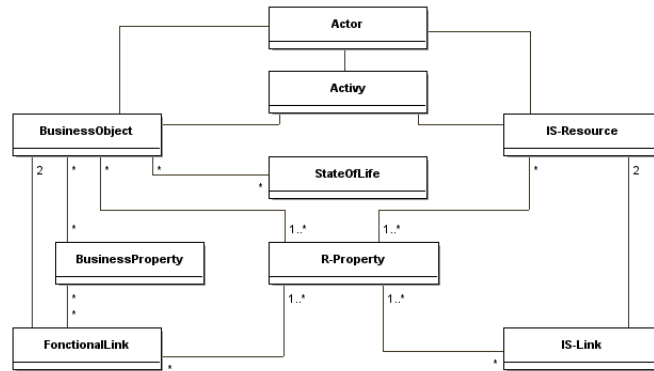 Actor
Activy
BusinessObject
IS-Resource
2
*
*
*
*
2
StateOfLife
*
*
1..*
1..*
BusinessProperty
R-Property
*
*
1..*
1..*
FonctionalLink
IS-Link
*
*